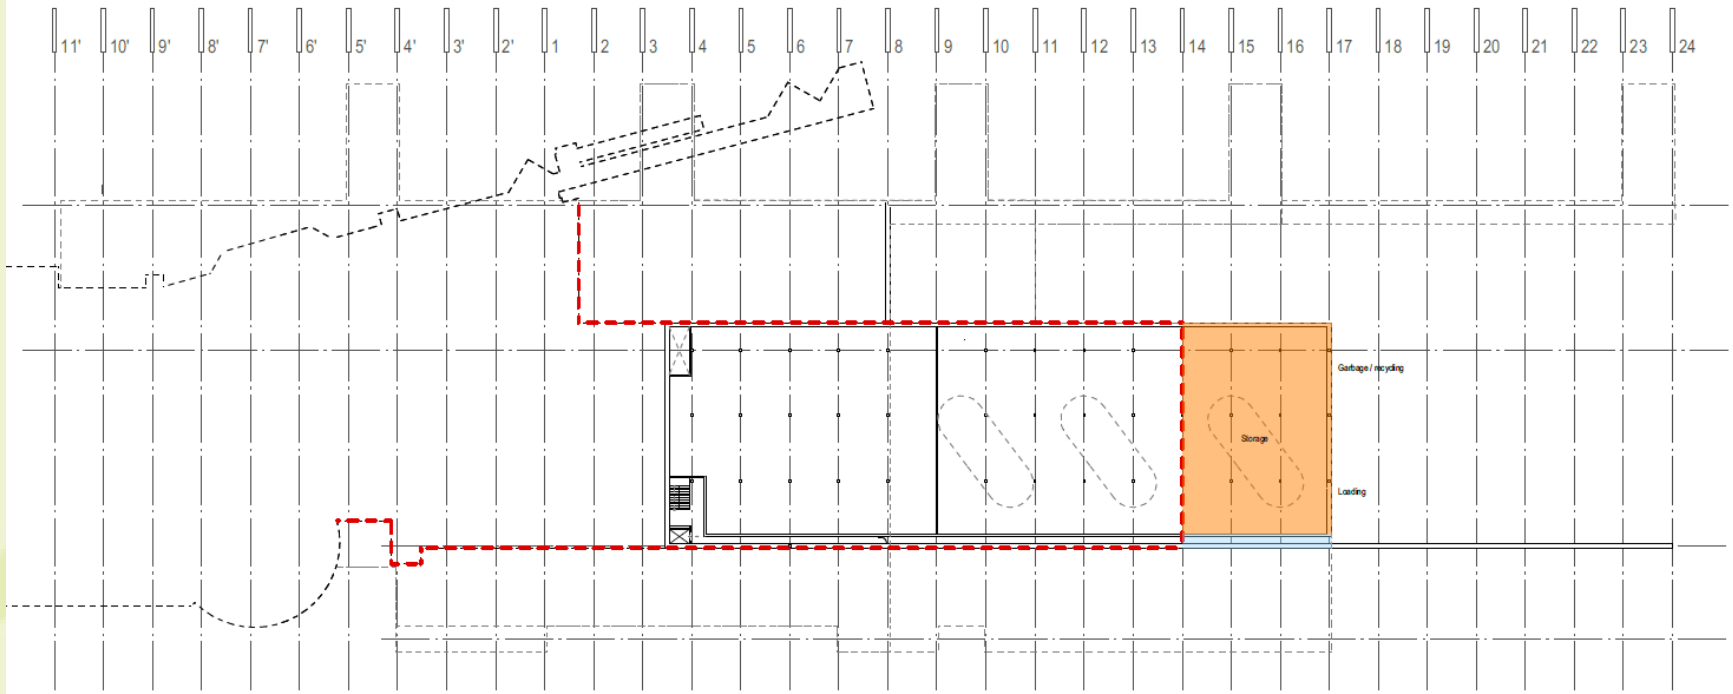 11' 10' 9' 8' 7' 6' 5' 4' 3' 2' 1 2 3 4 5 6 7 8 9 10 11 12 13 14 15 16 17 18 19 20 21 22 23 24
Garbage / recycling
Storage
Loading